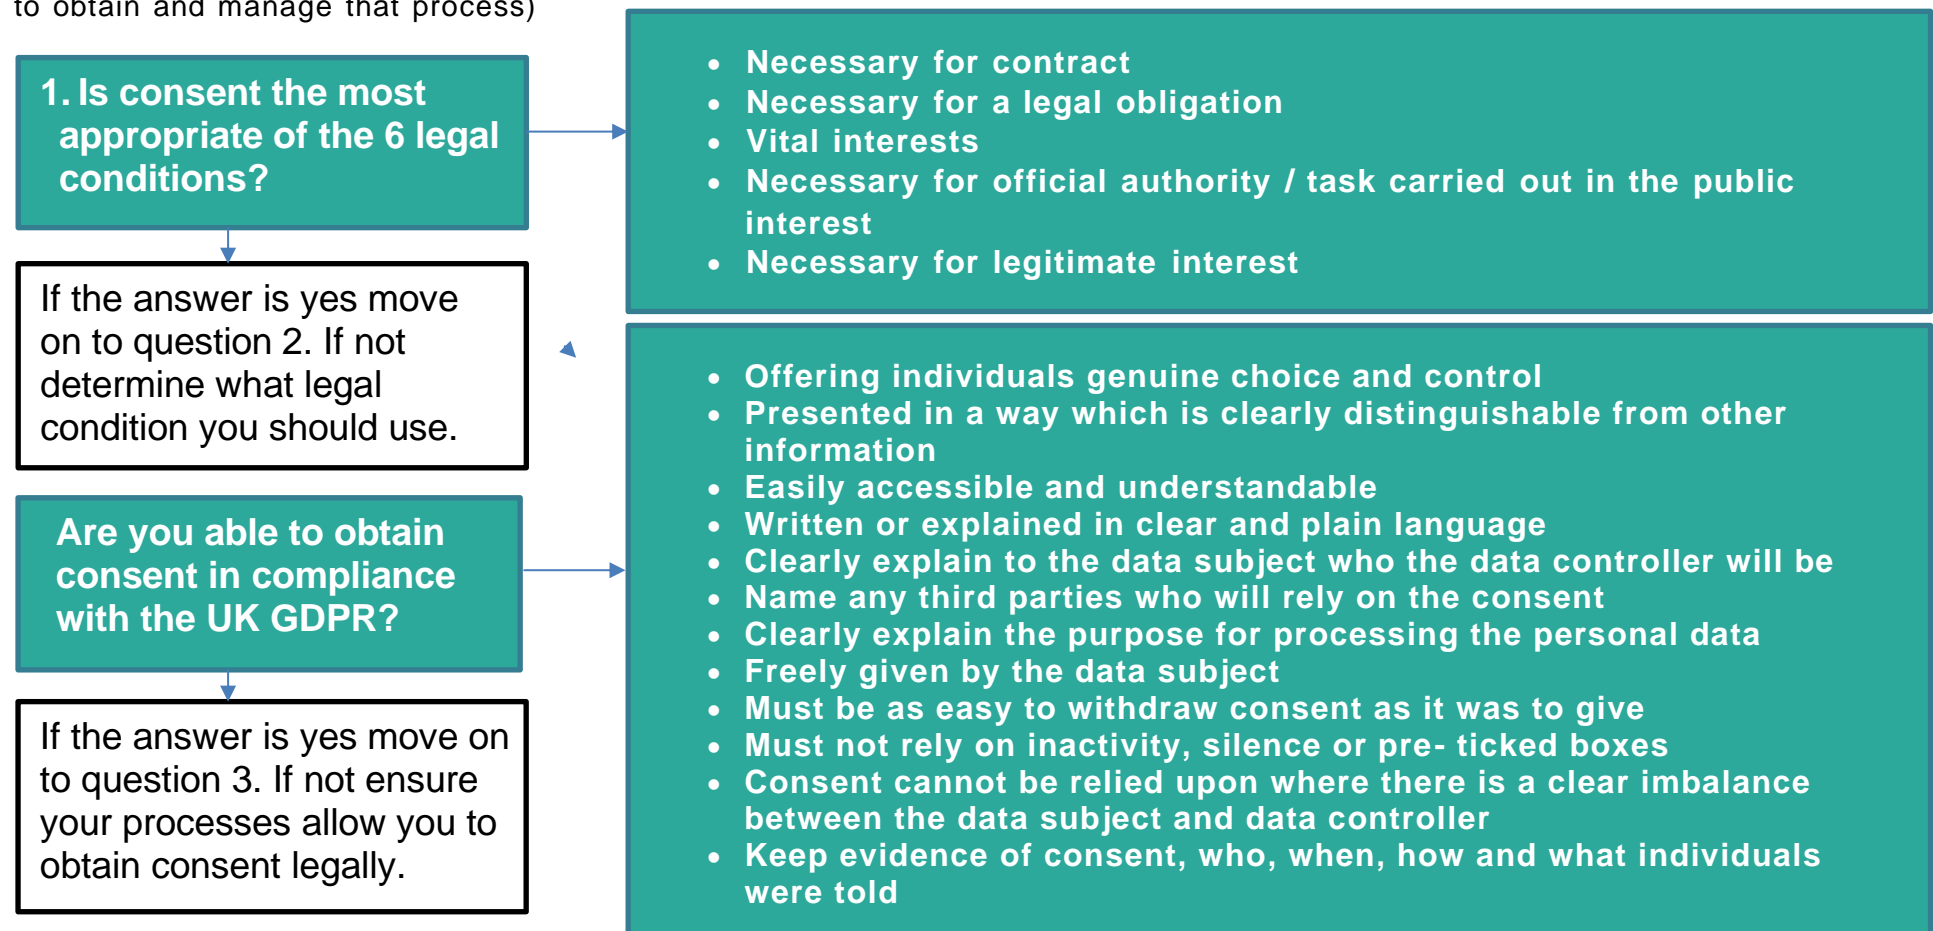 to obtain and manage that process)
1. Is consent the most
appropriate of the 6 legal
conditions?
• Necessary for contract
• Necessary for a legal obligation
• Vital interests
• Necessary for official authority / task carried out in the public
interest
• Necessary for legitimate interest
If the answer is yes move
on to question 2. If not
determine what legal
condition you should use.
Are you able to obtain
consent in compliance
with the UK GDPR?
• Offering individuals genuine choice and control
• Presented in a way which is clearly distinguishable from other
information
• Easily accessible and understandable
• Written or explained in clear and plain language
• Clearly explain to the data subject who the data controller will be
• Name any third parties who will rely on the consent
• Clearly explain the purpose for processing the personal data
• Freely given by the data subject
• Must be as easy to withdraw consent as it was to give
• Must not rely on inactivity, silence or pre- ticked boxes
• Consent cannot be relied upon where there is a clear imbalance
between the data subject and data controller
• Keep evidence of consent, who, when, how and what individuals
were told
If the answer is yes move on
to question 3. If not ensure
your processes allow you to
obtain consent legally.